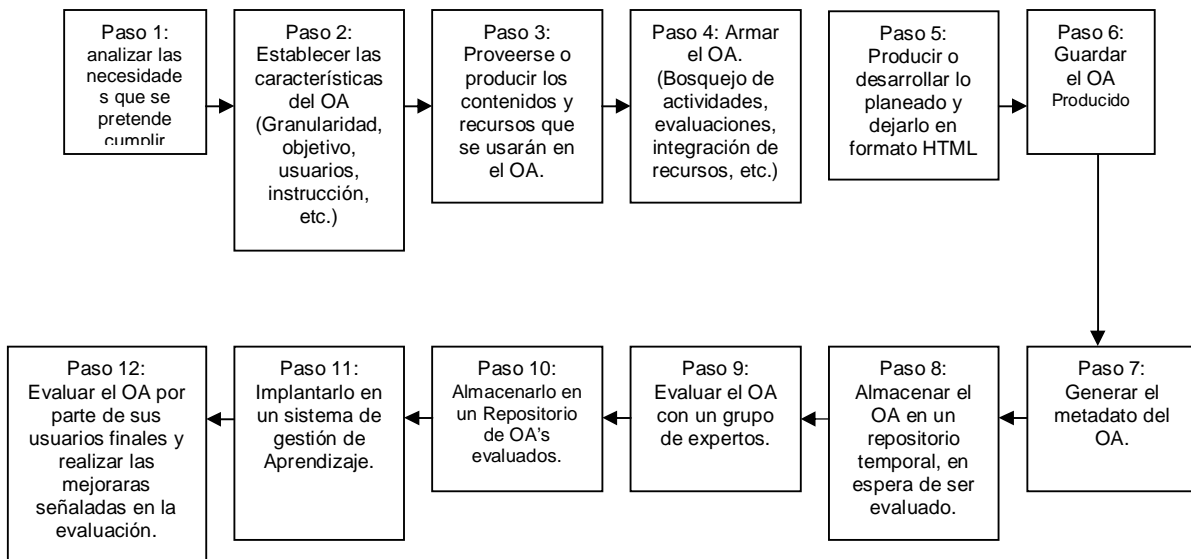 Paso 1:
analizar las
necesidade
s que se
pretende
cumplir
Paso 2:
Establecer las
características
del OA
(Granularidad,
objetivo,
usuarios,
instrucción,
etc.)
Paso 3:
Proveerse o
producir los
contenidos y
recursos que
se usarán en
el OA.
Paso 4: Armar
el OA.
(Bosquejo de
actividades,
evaluaciones,
integración de
recursos, etc.)
Paso 5:
Producir o
desarrollar lo
planeado y
dejarlo en
formato HTML
Paso 6:
Guardar
el OA
Producido
Paso 7:
Generar el
metadato del
OA.
Paso 8:
Almacenar el
OA en un
repositorio
temporal, en
espera de ser
evaluado.
Paso 9:
Evaluar el OA
con un grupo
de expertos.
Paso 10:
Almacenarlo en
un Repositorio
de OA’s
evaluados.
Paso 11:
Implantarlo en
un sistema de
gestión de
Aprendizaje.
Paso 12:
Evaluar el OA por
parte de sus
usuarios finales y
realizar las
mejoraras
señaladas en la
evaluación.